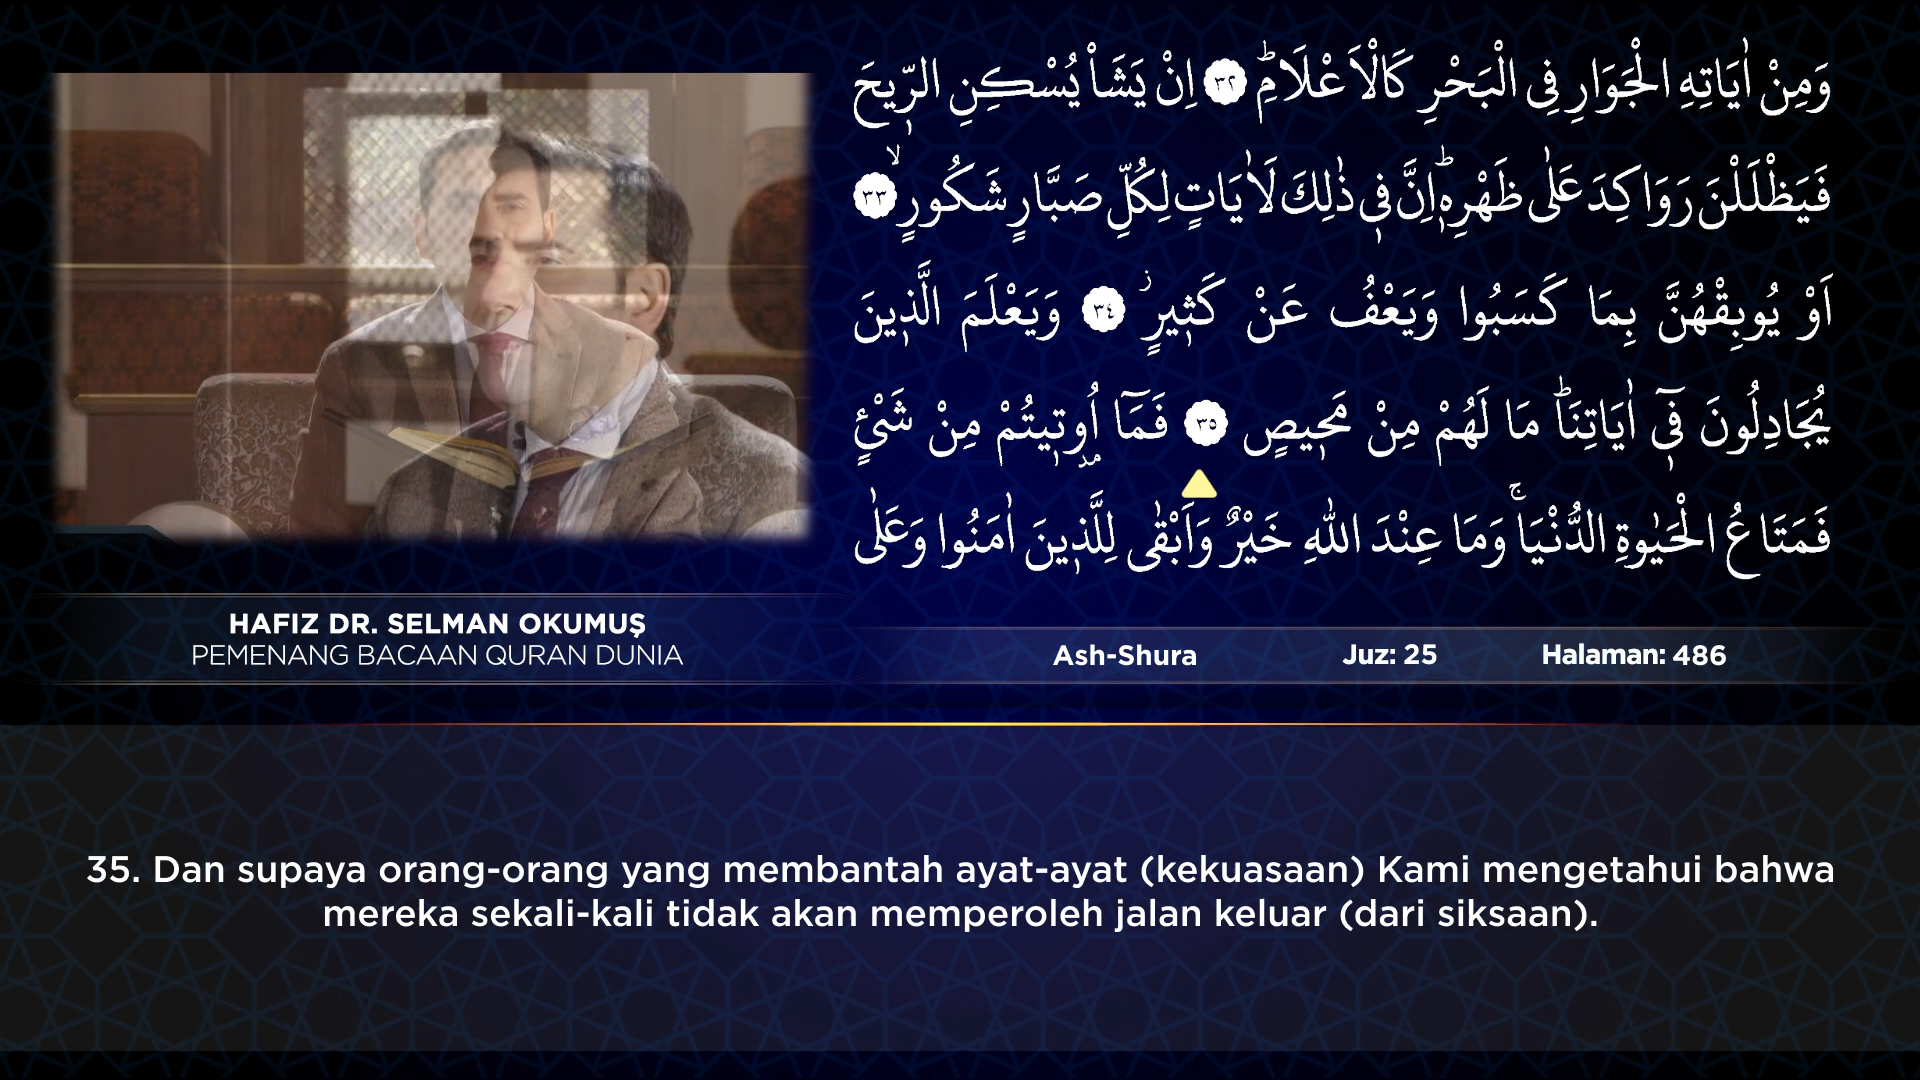 وَمِنْ اٰيَاتِهِ الْجَوَارِ فِى الْبَحْرِ كَالْاَعْلَامِؕ ﴿٣٢﴾ اِنْ يَشَأْ يُسْكِنِ الرّ۪يحَ
فَيَظْلَلْنَ رَوَاكِدَ عَلٰى ظَهْرِه۪ؕ اِنَّ ف۪ى ذٰلِكَ لَاٰيَاتٍ لِكُلِّ صَبَّارٍ شَكُورٍۙ ﴿٣٣﴾
اَوْ يُوبِقْهُنَّ بِمَا كَسَبُوا وَيَعْفُ عَنْ كَث۪يرٍؗ ﴿٣٤﴾ وَيَعْلَمَ الَّذ۪ينَ
يُجَادِلُونَ ف۪ٓى اٰيَاتِنَاؕ مَا لَهُمْ مِنْ مَح۪يصٍ ﴿٣٥﴾ فَمَٓا اُو۫ت۪يتُمْ مِنْ شَىْءٍ
فَمَتَاعُ الْحَيٰوةِ الدُّنْيَاۚ وَمَا عِنْدَ اللّٰهِ خَيْرٌ وَاَبْقٰى لِلَّذ۪ينَ اٰمَنُوا وَعَلٰى
HAFIZ DR. SELMAN OKUMUŞ
PEMENANG BACAAN QURAN DUNIA
Ash-Shura Juz: 25 Halaman: 486
35. Dan supaya orang-orang yang membantah ayat-ayat (kekuasaan) Kami mengetahui bahwa
mereka sekali-kali tidak akan memperoleh jalan keluar (dari siksaan).